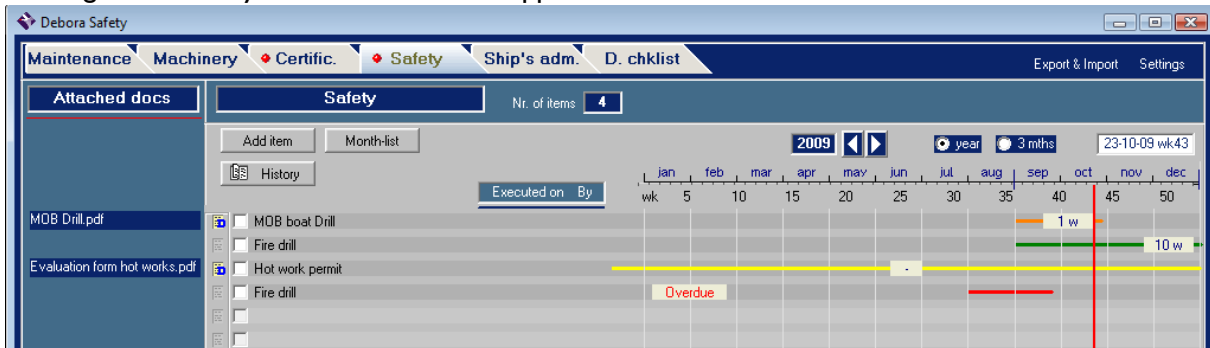 Debora Safety
Maintenance Machinery Certific. Safety Ship's adm. D. chklist Export & Import Settings
Attached docs Safety Nr. of items 4
Add item Month-list 2009 year 3 mths 23-10-09 wk43
History Executed on By jan feb mar apr may jun jul aug sep oct nov dec
wk 5 10 15 20 25 30 35 40 45 50
MOB Drill.pdf MOB boat Drill 1 w
Fire drill 10 w
Evaluation form hot works.pdf Hot work permit -
Fire drill Overdue